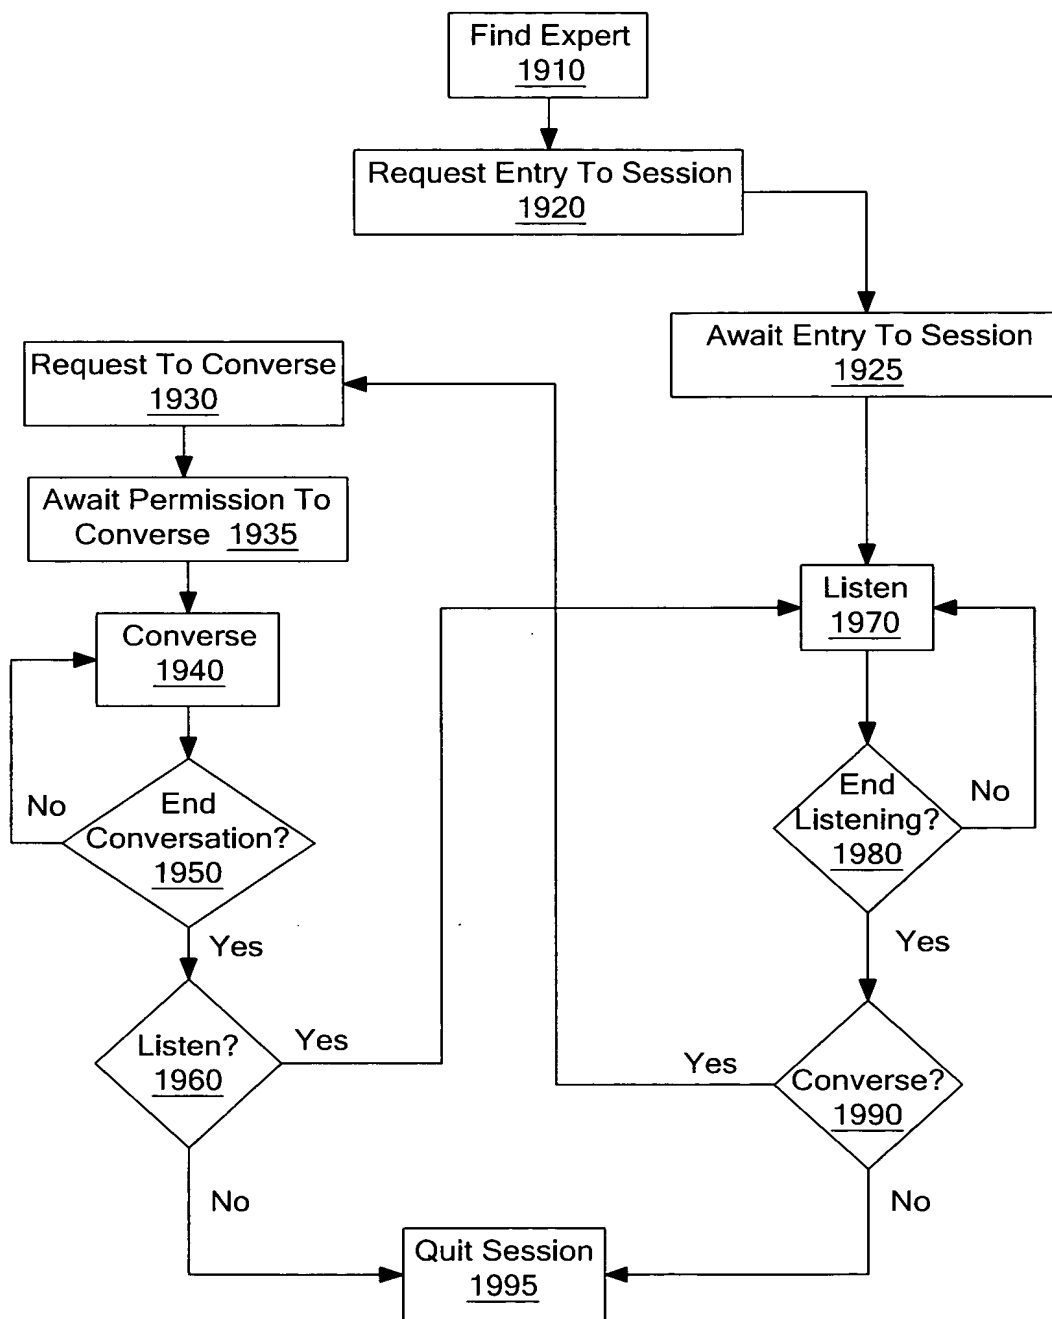 Find Expert
1910
Request Entry To Session
1920
Await Entry To Session
1925
Request To Converse
1930
Await Permission To
Converse 1935
Listen
1970
Converse
1940
End
Listening?
1980
No
End
Conversation?
1950
No
Yes
Yes
Listen?
1960
Yes
Converse?
1990
Yes
No
No
Quit Session
1995